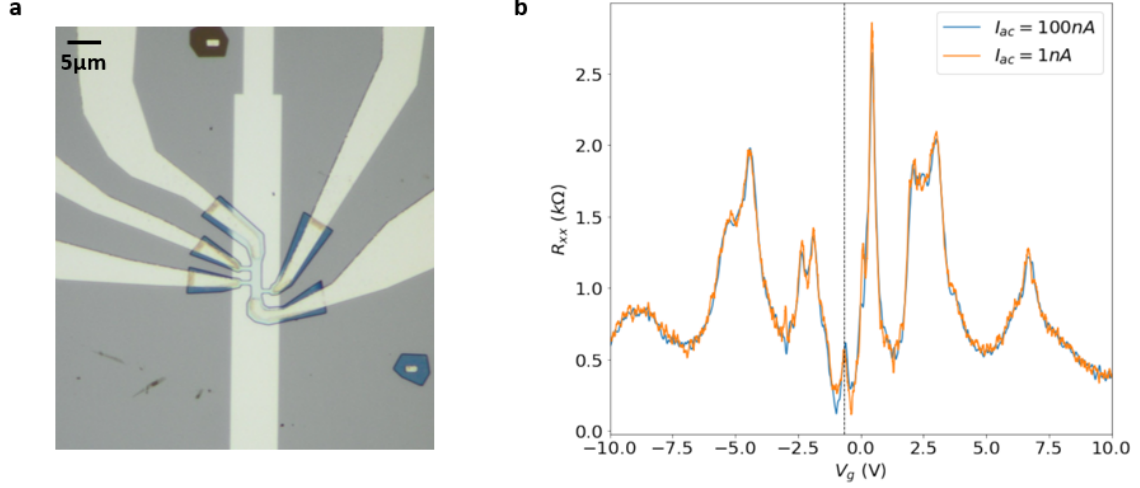 a
5μm
b
I_ac = 100nA
I_ac = 1nA
2.5
2.0
1.5
1.0
0.5
0.0
R_xx (kΩ)
−10.0 −7.5 −5.0 −2.5 0.0 2.5 5.0 7.5 10.0
V_g (V)